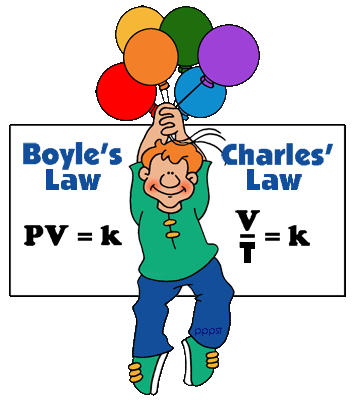 Boyle's
Law
PV = k
Charles'
Law
V
T = k
pppst